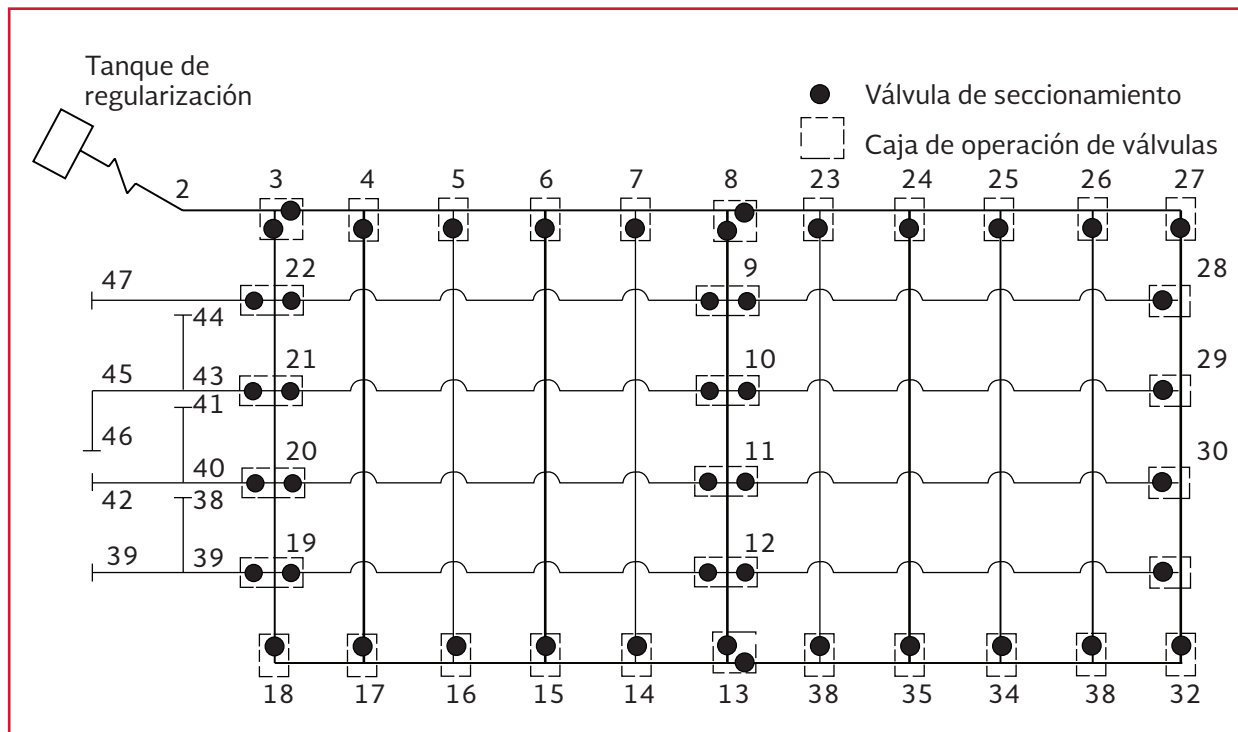 Tanque de
regularización
Válvula de seccionamiento
Caja de operación de válvulas
2 3 4 5 6 7 8 23 24 25 26 27
47 22 9 28
44
45 43 21 10 29
41
46 20 11 30
40
42 38
39 39 19 12
18 17 16 15 14 13 38 35 34 38 32